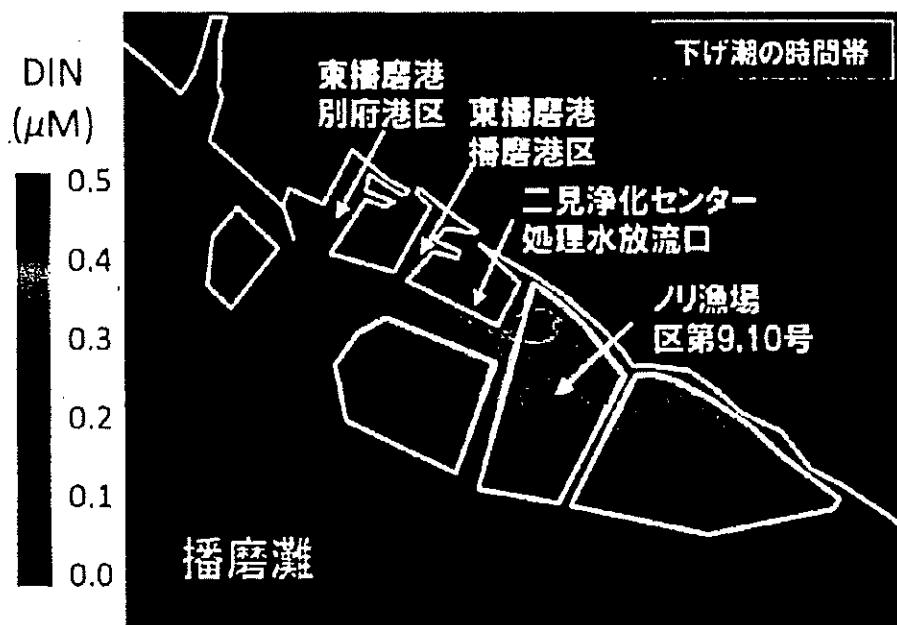 下げ潮の時間帯
DIN
(μM)
0.5
0.4
0.3
0.2
0.1
0.0
東播磨港
別府港区
東播磨港
播磨港区
二見浄化センター
処理水放流口
ノリ漁場
区第9,10号
播磨灘